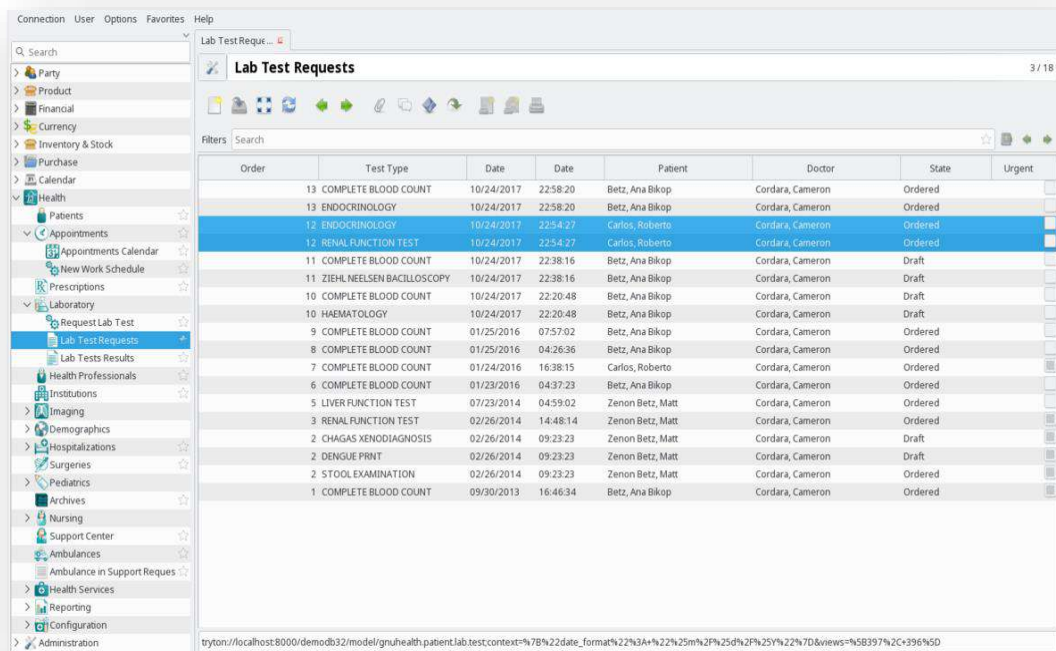 Connection User Options Favorites Help
Search
Party
Product
Financial
Currency
Inventory & Stock
Purchase
Calendar
Health
Patients
Appointments
Appointments Calendar
New Work Schedule
Prescriptions
Laboratory
Request Lab Test
Lab Test Requests
Lab Tests Results
Health Professionals
Institutions
Imaging
Demographics
Hospitalizations
Surgeries
Pediatrics
Archives
Nursing
Support Center
Ambulances
Ambulance in Support Reques
Health Services
Reporting
Configuration
Administration
Lab Test Reque...
Lab Test Requests 3 / 18
Filters Search
Order Test Type Date Date Patient Doctor State Urgent
13 COMPLETE BLOOD COUNT 10/24/2017 22:58:20 Betz, Ana Bikop Cordara, Cameron Ordered
13 ENDOCRINOLOGY 10/24/2017 22:58:20 Betz, Ana Bikop Cordara, Cameron Ordered
12 ENDOCRINOLOGY 10/24/2017 22:54:27 Carlos, Roberto Cordara, Cameron Ordered
12 RENAL FUNCTION TEST 10/24/2017 22:54:27 Carlos, Roberto Cordara, Cameron Ordered
11 COMPLETE BLOOD COUNT 10/24/2017 22:38:16 Betz, Ana Bikop Cordara, Cameron Draft
11 ZIEHL NEELSEN BACILLOSCOPY 10/24/2017 22:38:16 Betz, Ana Bikop Cordara, Cameron Draft
10 COMPLETE BLOOD COUNT 10/24/2017 22:20:48 Betz, Ana Bikop Cordara, Cameron Draft
10 HAEMATOLOGY 10/24/2017 22:20:48 Betz, Ana Bikop Cordara, Cameron Draft
9 COMPLETE BLOOD COUNT 01/25/2016 07:57:02 Betz, Ana Bikop Cordara, Cameron Ordered
8 COMPLETE BLOOD COUNT 01/25/2016 04:26:36 Betz, Ana Bikop Cordara, Cameron Ordered
7 COMPLETE BLOOD COUNT 01/24/2016 16:38:15 Carlos, Roberto Cordara, Cameron Ordered
6 COMPLETE BLOOD COUNT 01/23/2016 04:37:23 Betz, Ana Bikop Cordara, Cameron Ordered
5 LIVER FUNCTION TEST 07/23/2014 04:59:02 Zenon Betz, Matt Cordara, Cameron Ordered
3 RENAL FUNCTION TEST 02/26/2014 14:48:14 Zenon Betz, Matt Cordara, Cameron Ordered
2 CHAGAS XENODIAGNOSIS 02/26/2014 09:23:23 Zenon Betz, Matt Cordara, Cameron Draft
2 DENGUE PRNT 02/26/2014 09:23:23 Zenon Betz, Matt Cordara, Cameron Draft
2 STOOL EXAMINATION 02/26/2014 09:23:23 Zenon Betz, Matt Cordara, Cameron Ordered
1 COMPLETE BLOOD COUNT 09/30/2013 16:46:34 Betz, Ana Bikop Cordara, Cameron Ordered
tryton://localhost:8000/demodb32/model/gnuhealth.patient.lab.test;context=%7B%22date_format%22%3A+%22%25m%2F%25d%2F%25Y%22%7D&views=%5B397%2C+396%5D